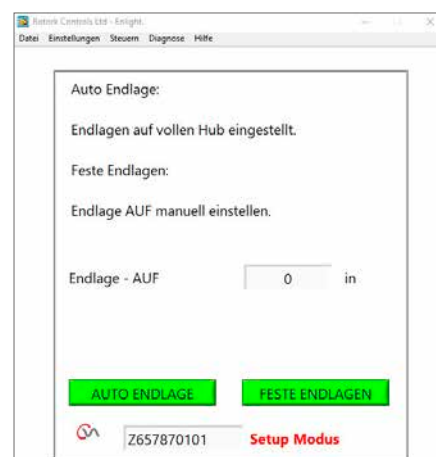 Rotork Controls Ltd - Enlight.
Datei Einstellungen Steuern Diagnose Hilfe
Auto Endlage:
Endlagen auf vollen Hub eingestellt.
Feste Endlagen:
Endlage AUF manuell einstellen.
Endlage - AUF 0 in
AUTO ENDLAGE FESTE ENDLAGEN
Z657870101 Setup Modus